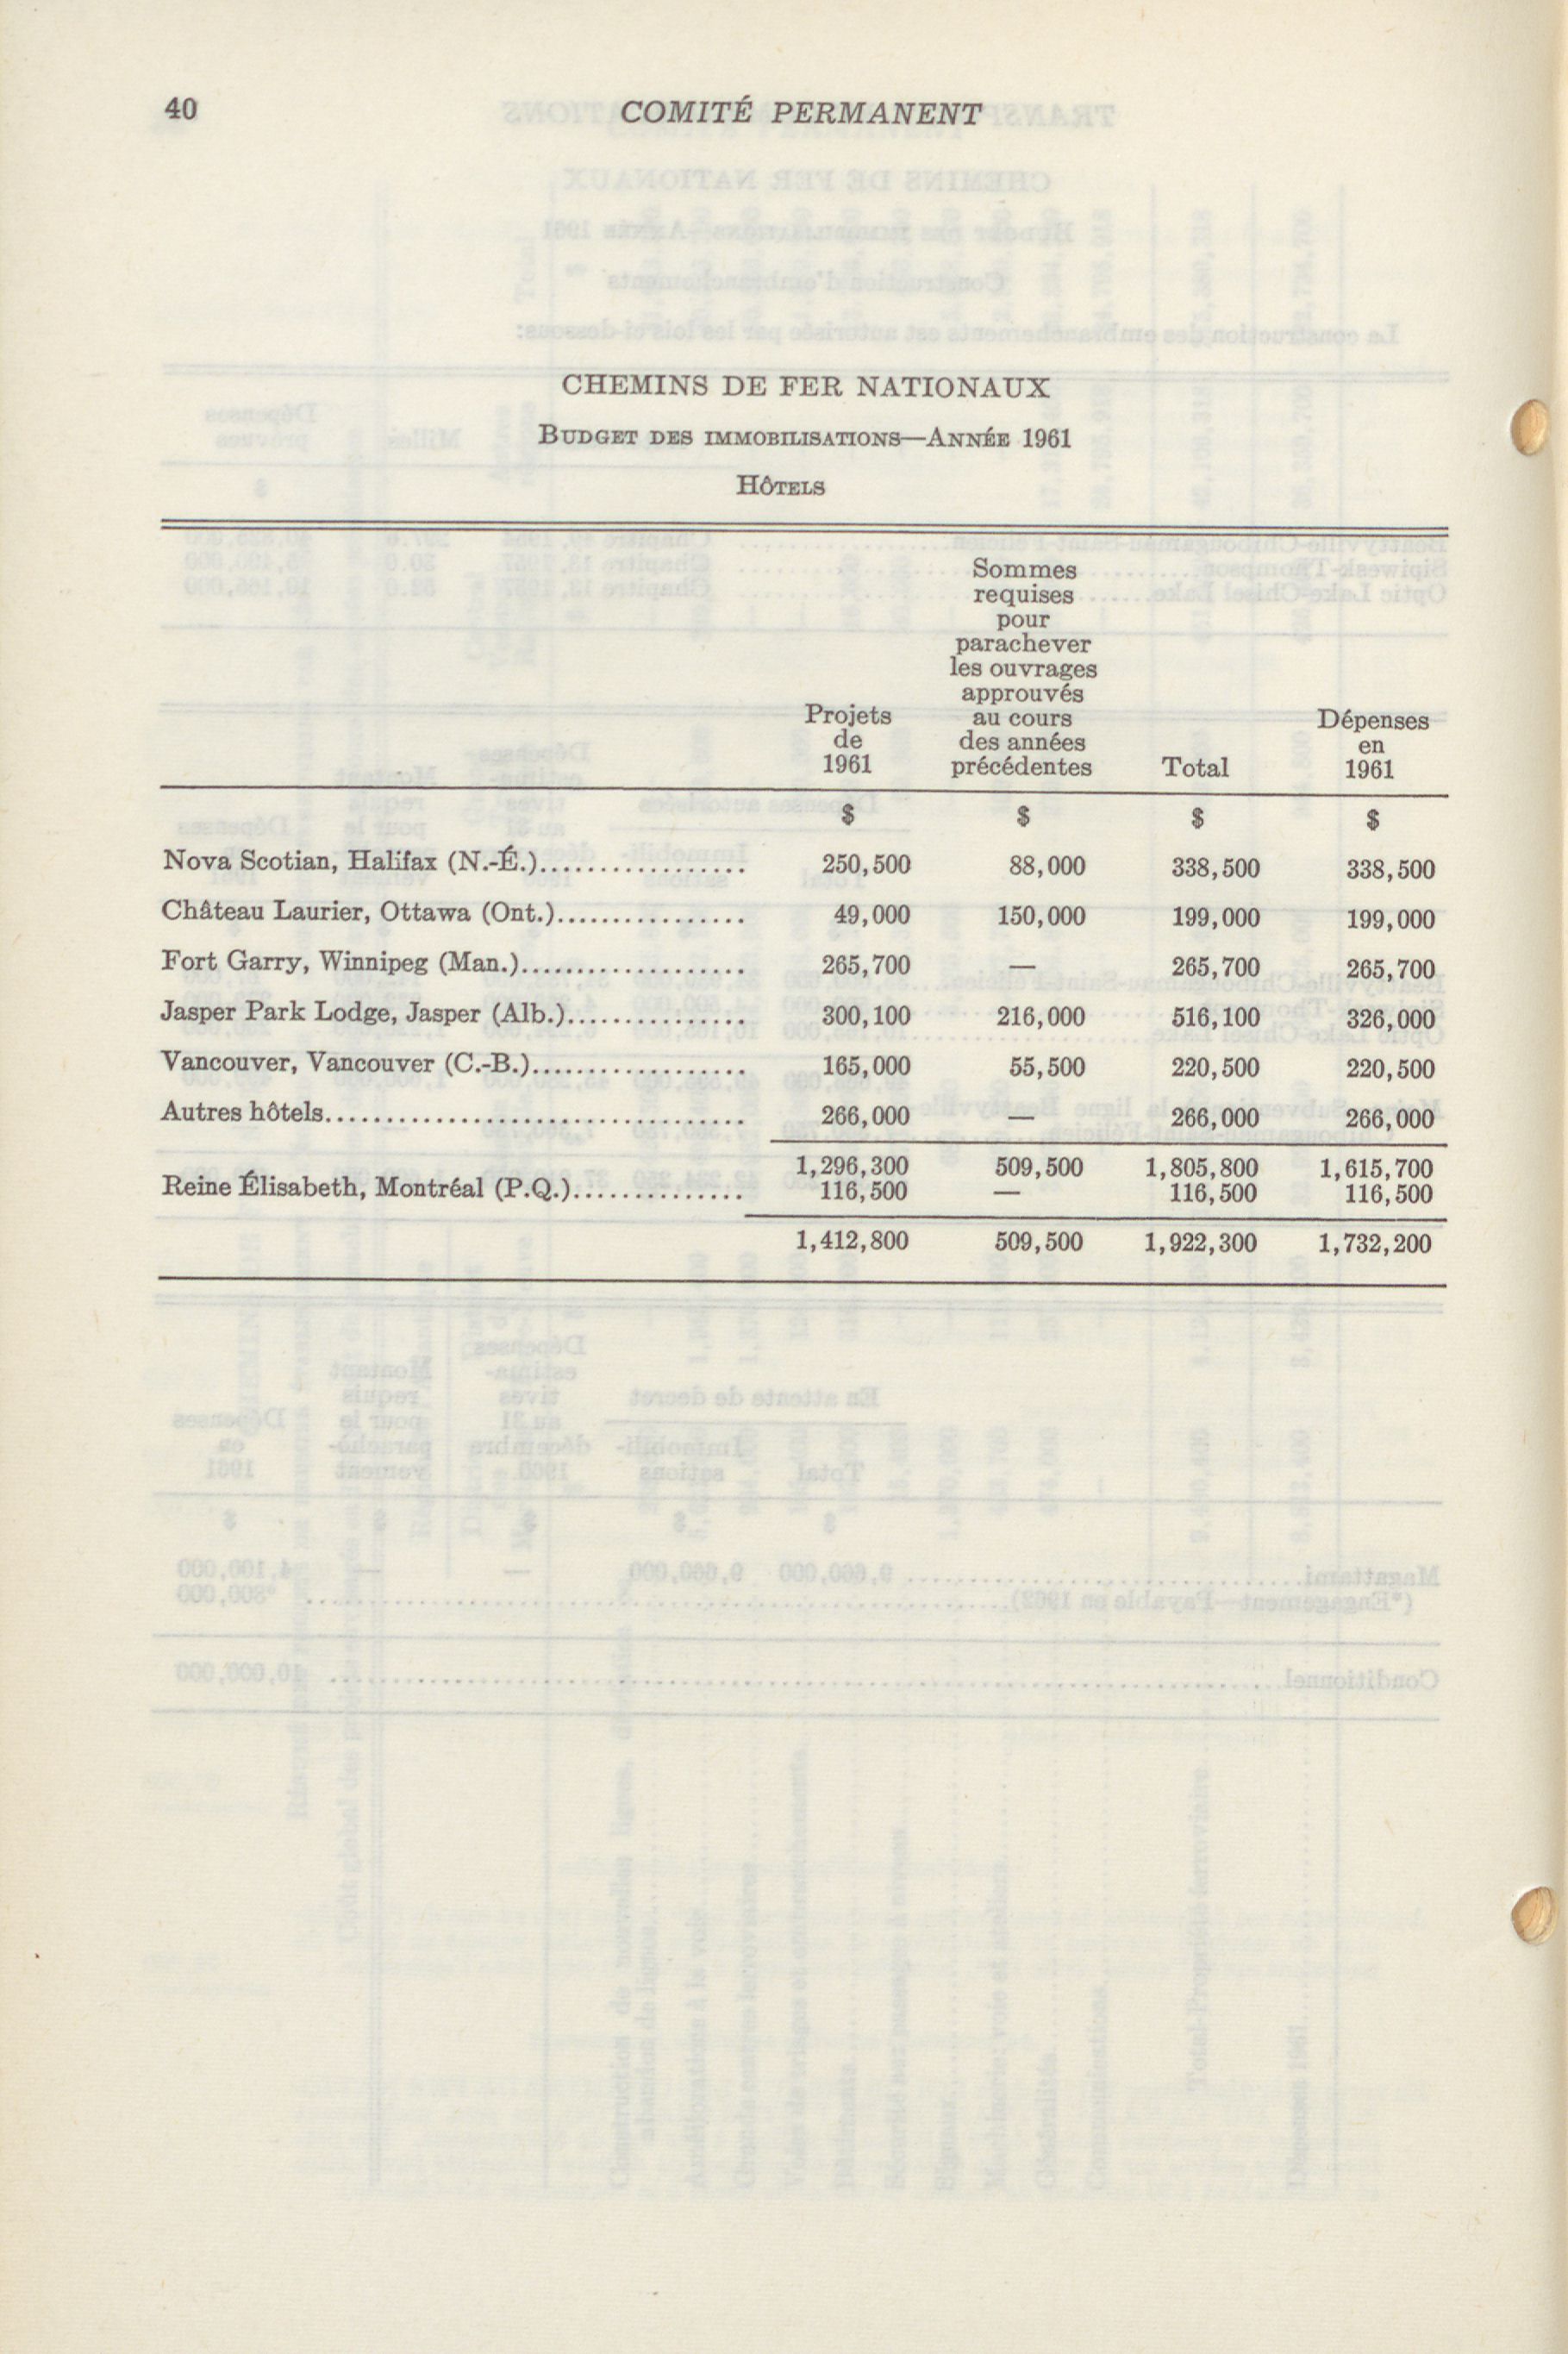 40
COMITÉ PERMANENT
CHEMINS DE FER NATIONAUX
BUDGET DES IMMOBILISATIONS—ANNÉE 1961
HÔTELS
Projets de 1961 Sommes requises pour parachever les ouvrages approuvés au cours des années précédentes Total Dépenses en 1961
$ $ $ $
Nova Scotian, Halifax (N.-É.).................. 250,500 88,000 338,500 338,500
Château Laurier, Ottawa (Ont.)................ 49,000 150,000 199,000 199,000
Fort Garry, Winnipeg (Man.)................... 265,700 — 265,700 265,700
Jasper Park Lodge, Jasper (Alb.)............... 300,100 216,000 516,100 326,000
Vancouver, Vancouver (C.-B.).................. 165,000 55,500 220,500 220,500
Autres hôtels.................................. 266,000 — 266,000 266,000
1,296,300 509,500 1,805,800 1,615,700
Reine Élisabeth, Montréal (P.Q.).............. 116,500 — 116,500 116,500
1,412,800 509,500 1,922,300 1,732,200